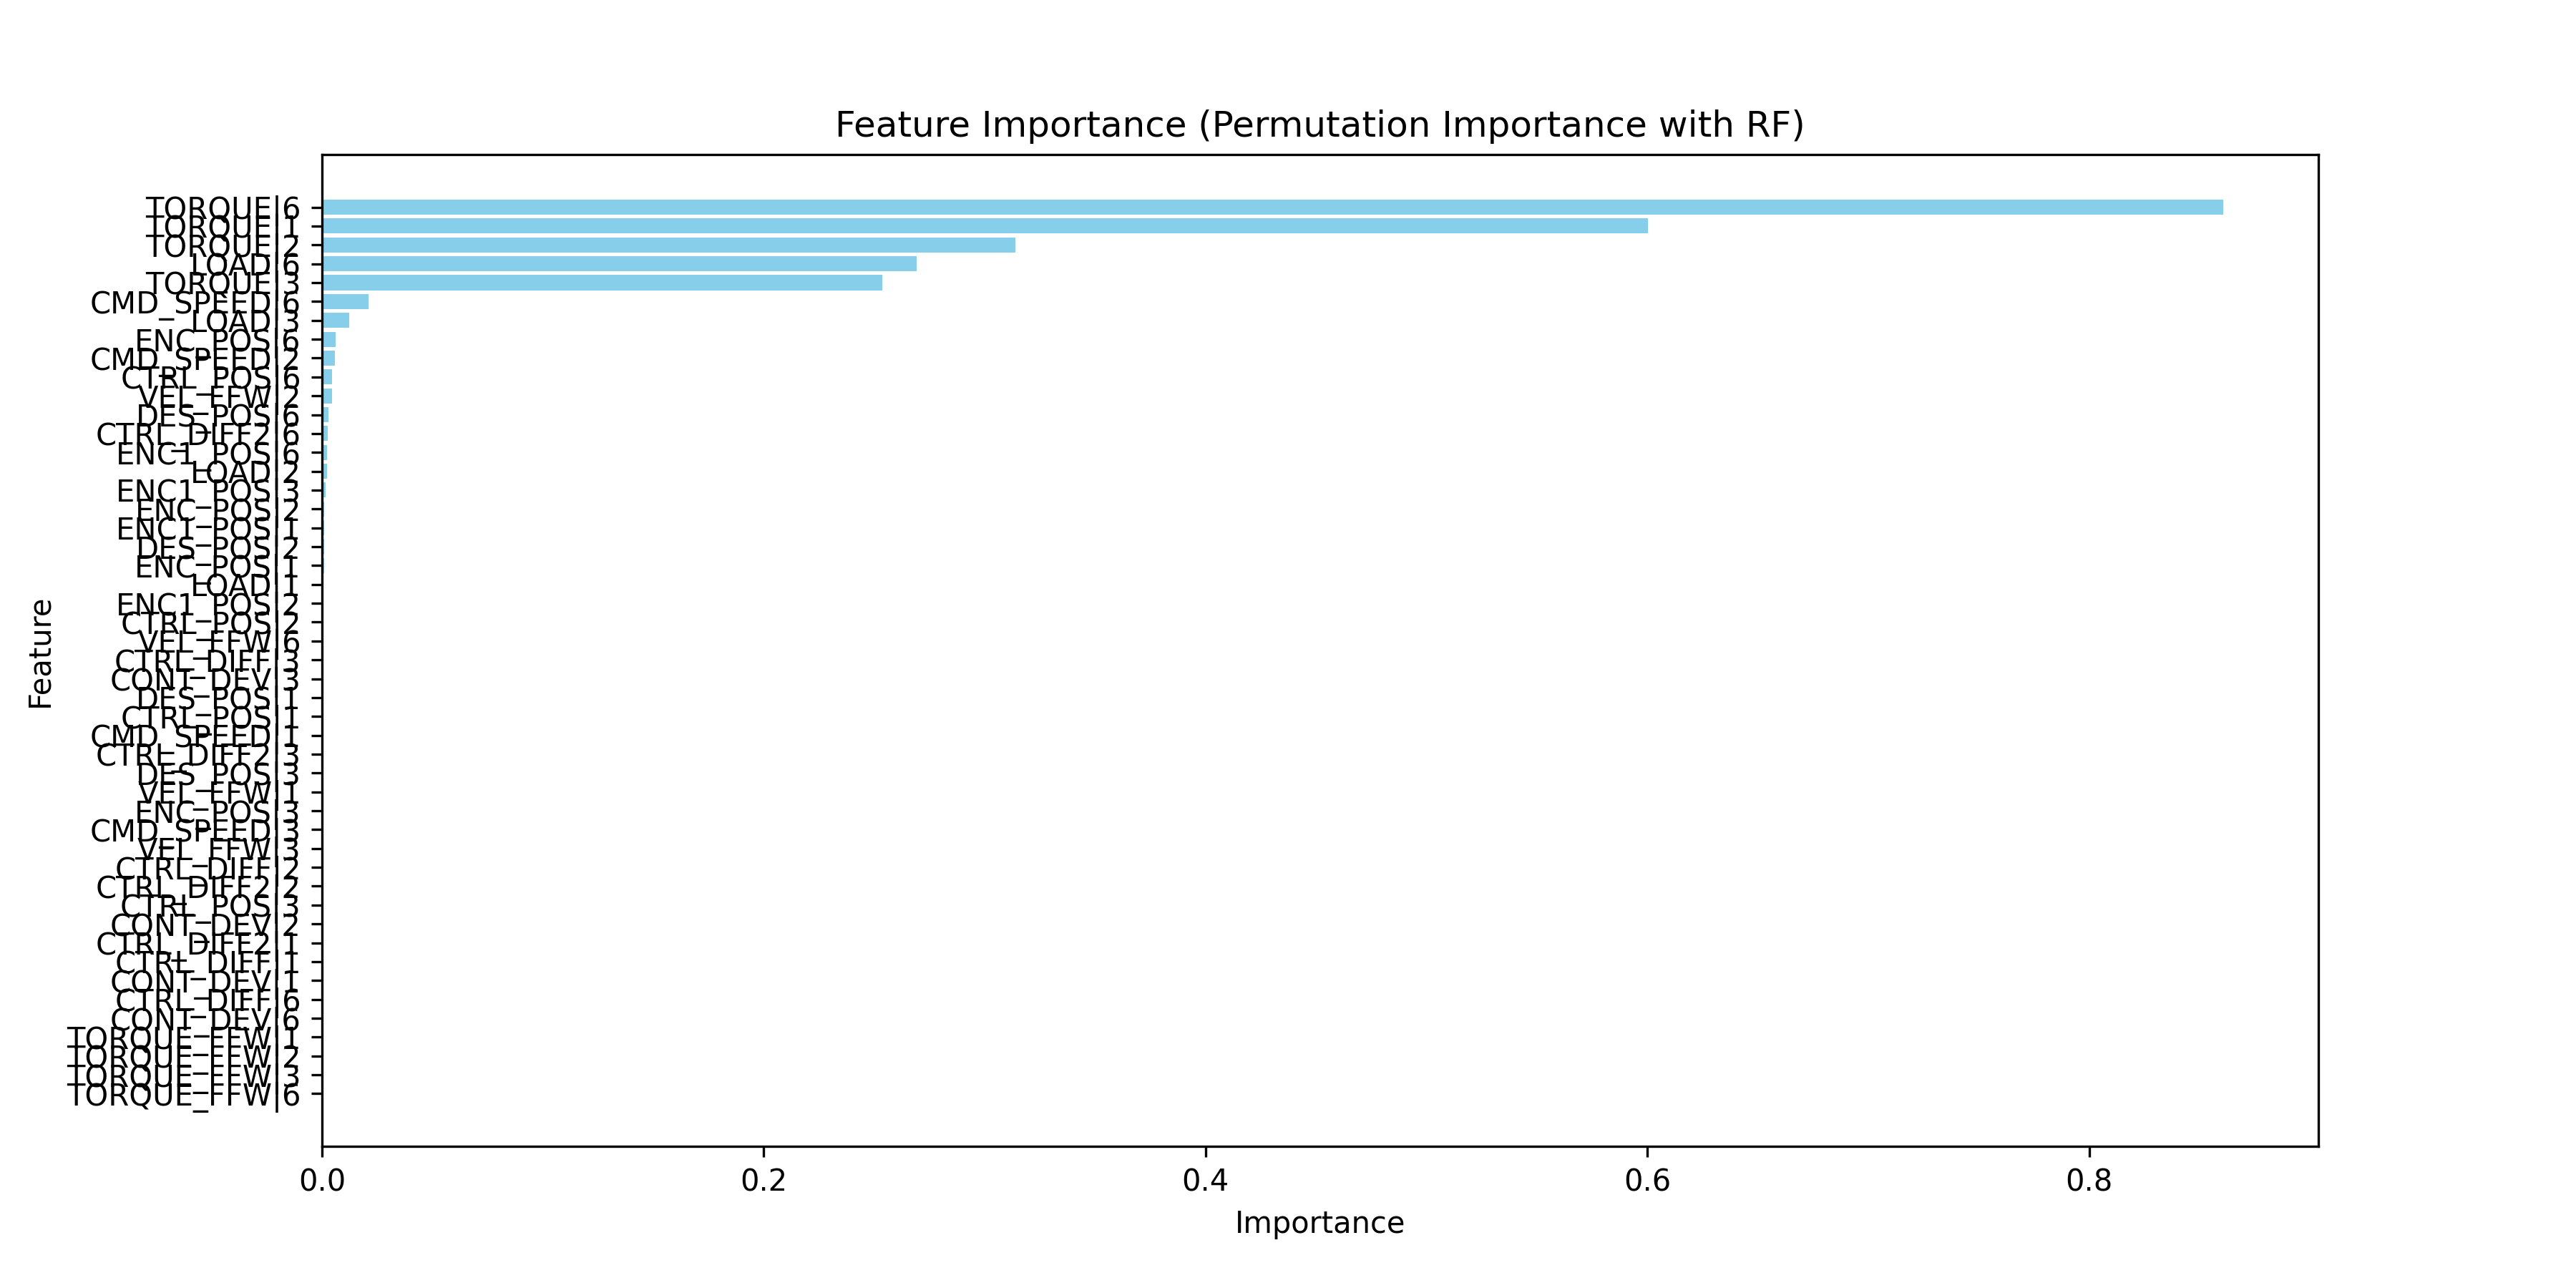 Feature Importance (Permutation Importance with RF)
TORQUE|6
TORQUE|1
TORQUE|2
LOAD|6
TORQUE|3
CMD_SPEED|6
LOAD|3
ENC_POS|6
CMD_SPEED|2
CTRL_POS|6
VEL_FFW|2
DES_POS|6
CTRL_DIFF2|6
ENC1_POS|6
LOAD|2
ENC1_POS|3
ENC_POS|2
ENC1_POS|1
DES_POS|2
ENC_POS|1
LOAD|1
ENC1_POS|2
CTRL_POS|2
VEL_FFW|6
CTRL_DIFF|3
CONT_DEV|3
DES_POS|1
CTRL_POS|1
CMD_SPEED|1
CTRL_DIFF2|3
DES_POS|3
VEL_FFW|1
ENC_POS|3
CMD_SPEED|3
VEL_FFW|3
CTRL_DIFF|2
CTRL_DIFF2|2
CTRL_POS|3
CONT_DEV|2
CTRL_DIFF2|1
CTRL_DIFF|1
CONT_DEV|1
CTRL_DIFF|6
CONT_DEV|6
TORQUE_FFW|1
TORQUE_FFW|2
TORQUE_FFW|3
TORQUE_FFW|6
Feature
0.0 0.2 0.4 0.6 0.8
Importance